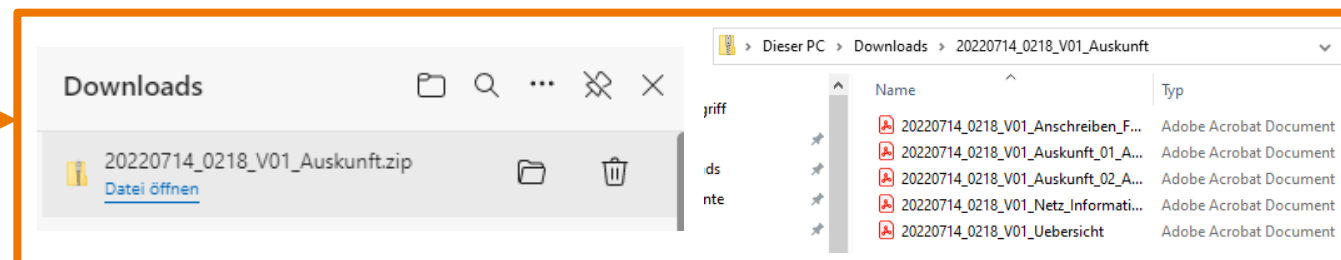 Downloads
20220714_0218_V01_Auskunft.zip
Datei öffnen
Dieser PC > Downloads > 20220714_0218_V01_Auskunft
griff
ds
nte
Name Typ
20220714_0218_V01_Anschreiben_F... Adobe Acrobat Document
20220714_0218_V01_Auskunft_01_A... Adobe Acrobat Document
20220714_0218_V01_Auskunft_02_A... Adobe Acrobat Document
20220714_0218_V01_Netz_Informati... Adobe Acrobat Document
20220714_0218_V01_Uebersicht Adobe Acrobat Document